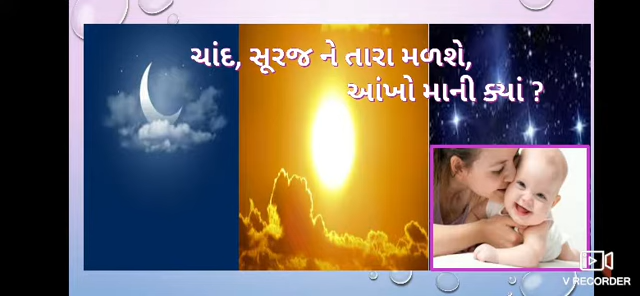 ચાંદ, સૂરજ ને તારા મળશે,
આંખો માની ક્યાં ?
V RECORDER